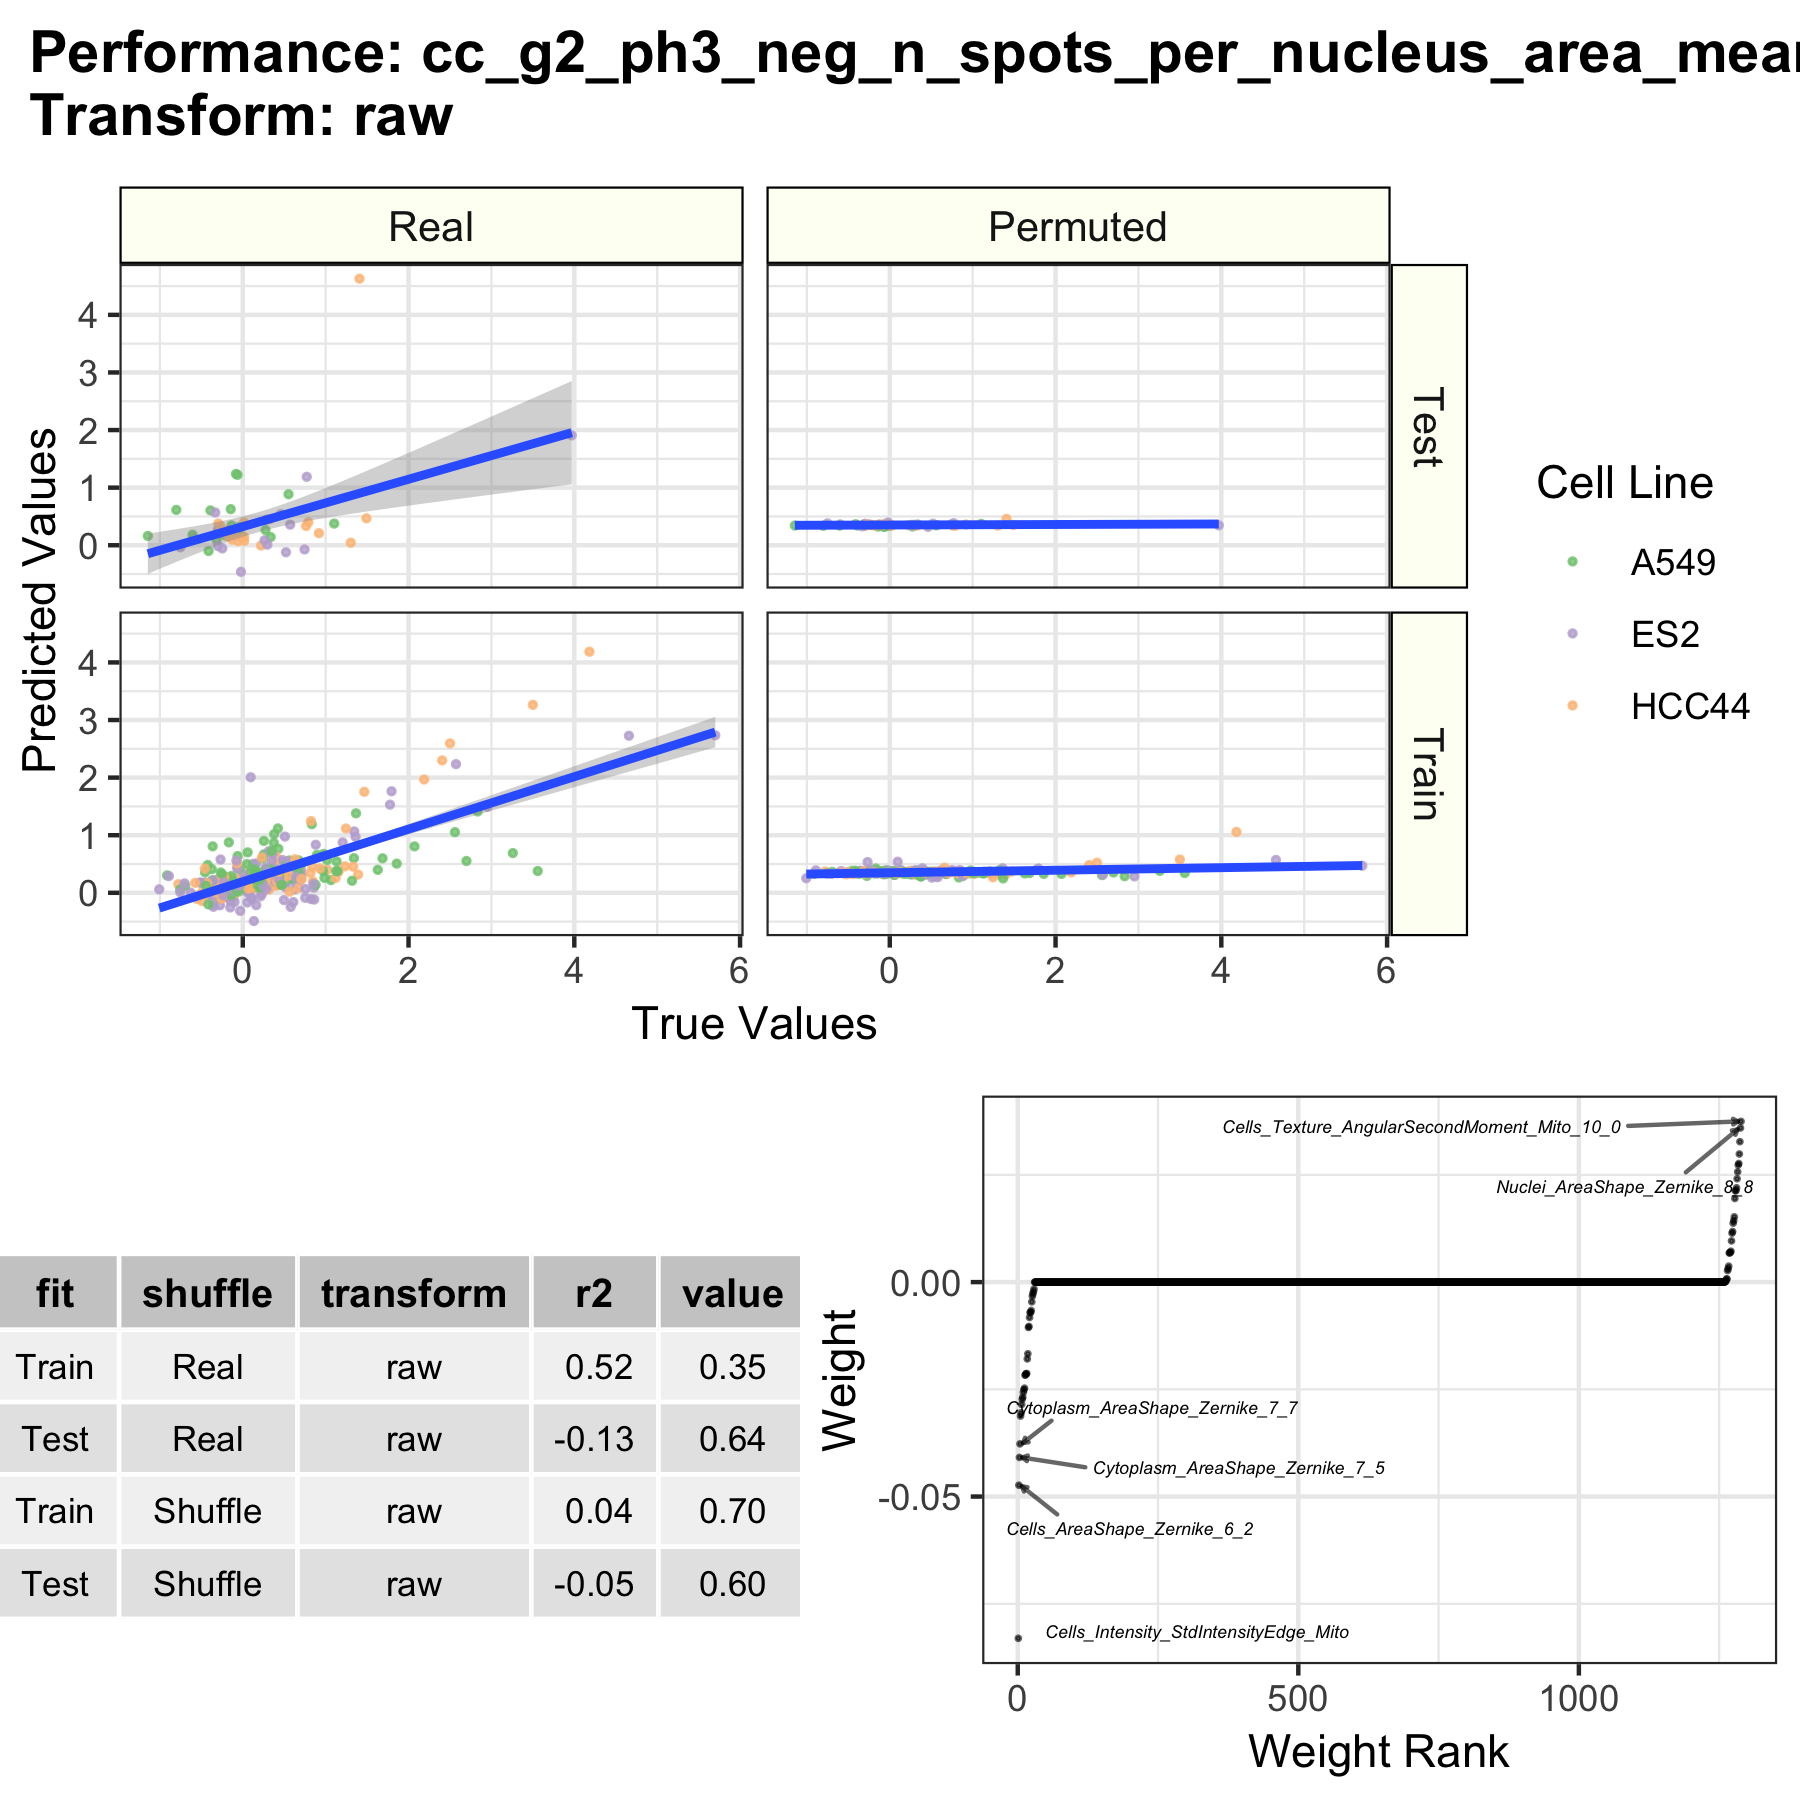 Performance: cc_g2_ph3_neg_n_spots_per_nucleus_area_mean
Transform: raw
Real
Permuted
4
3
2
1
0
Test
4
3
2
1
0
Train
Predicted Values
0
2
4
6
0
2
4
6
True Values
Cell Line
A549
ES2
HCC44
fit shuffle transform r2 value
Train Real raw 0.52 0.35
Test Real raw -0.13 0.64
Train Shuffle raw 0.04 0.70
Test Shuffle raw -0.05 0.60
Weight
0.00
-0.05
Cells_Texture_AngularSecondMoment_Mito_10_0
Nuclei_AreaShape_Zernike_8_8
Cytoplasm_AreaShape_Zernike_7_7
Cytoplasm_AreaShape_Zernike_7_5
Cells_AreaShape_Zernike_6_2
Cells_Intensity_StdIntensityEdge_Mito
0
500
1000
Weight Rank